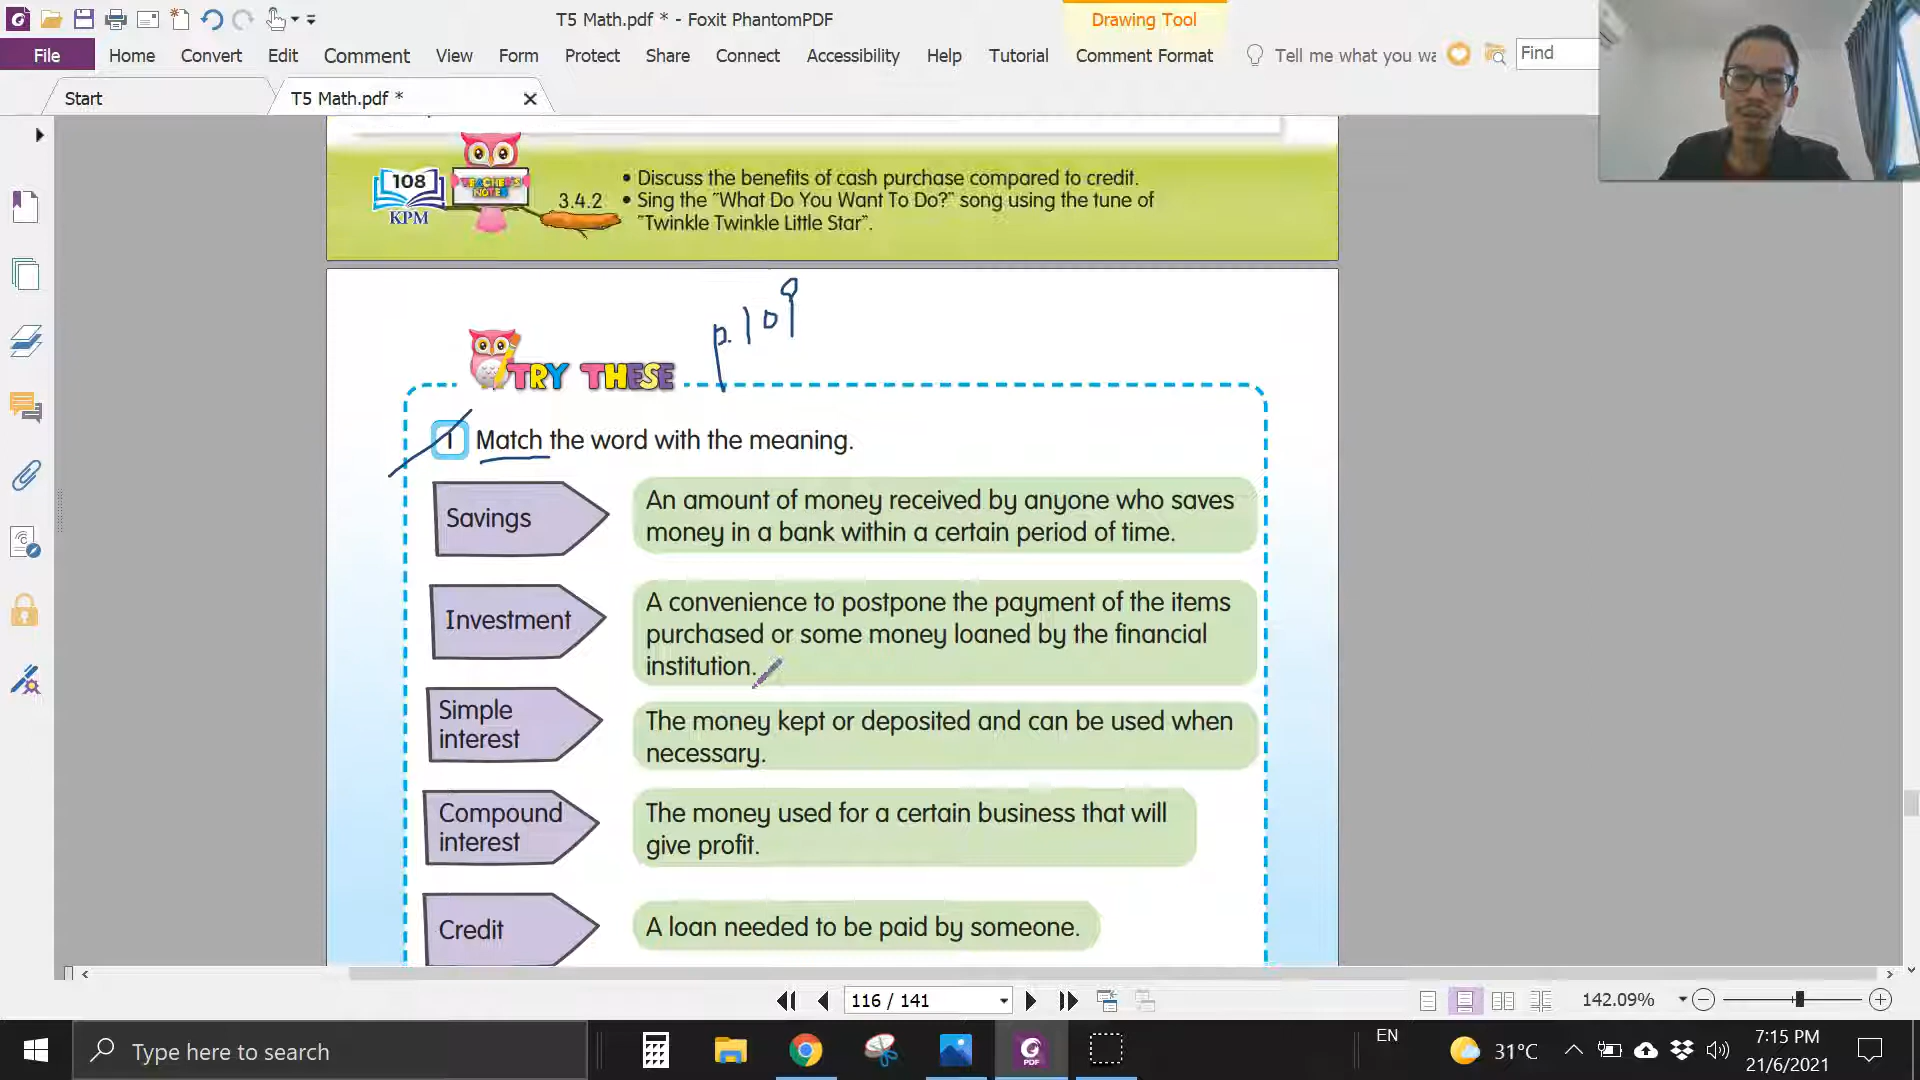 T5 Math.pdf * - Foxit PhantomPDF
Drawing Tool
File Home Convert Edit Comment View Form Protect Share Connect Accessibility Help Tutorial Comment Format Tell me what you wa Find
Start
T5 Math.pdf *
108
KPM
TEACHER'S NOTES
3.4.2
• Discuss the benefits of cash purchase compared to credit.
• Sing the "What Do You Want To Do?" song using the tune of
"Twinkle Twinkle Little Star".
p.109
TRY THESE
1 Match the word with the meaning.
Savings
An amount of money received by anyone who saves
money in a bank within a certain period of time.
Investment
A convenience to postpone the payment of the items
purchased or some money loaned by the financial
institution.
Simple
interest
The money kept or deposited and can be used when
necessary.
Compound
interest
The money used for a certain business that will
give profit.
Credit
A loan needed to be paid by someone.
116 / 141
142.09%
Type here to search
PDF
EN
31°C
7:15 PM
21/6/2021